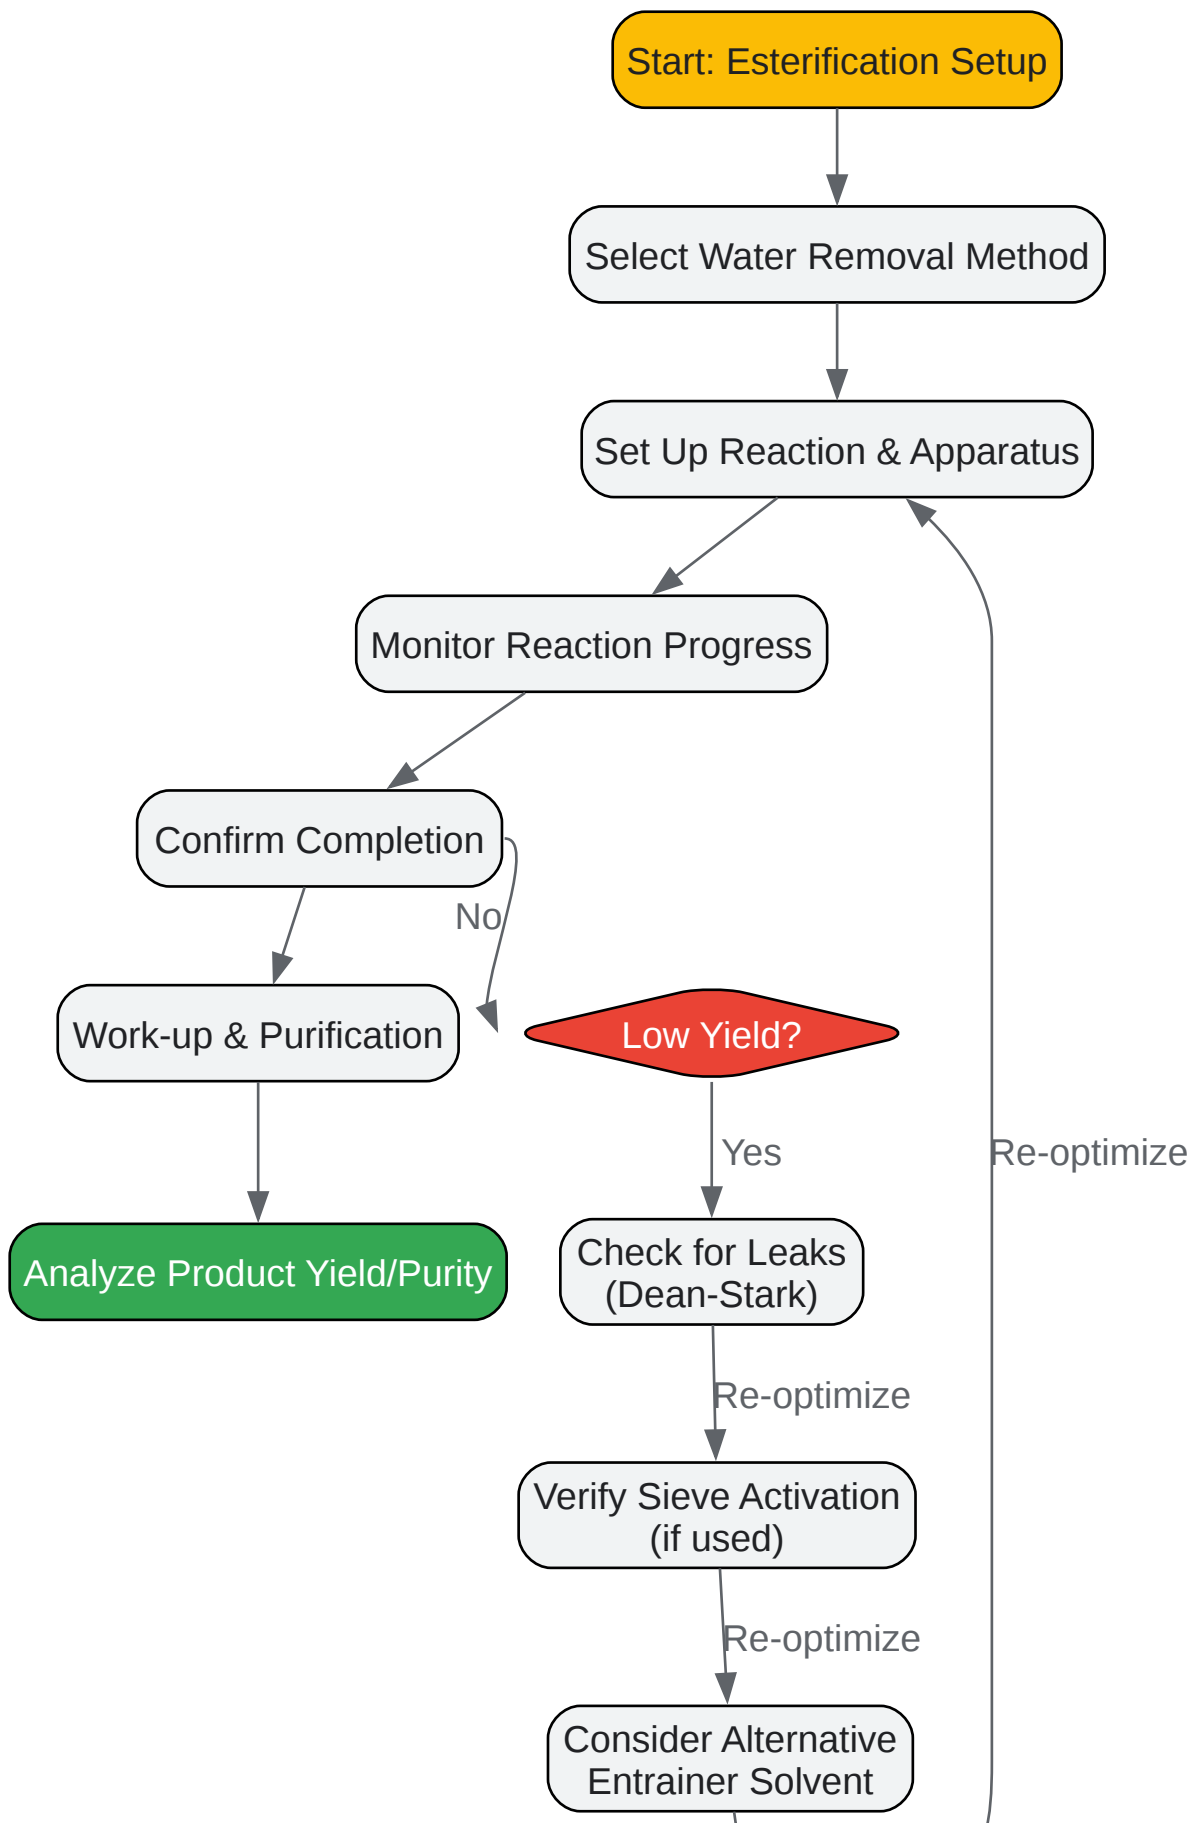 Start: Esterification Setup
Select Water Removal Method
Set Up Reaction & Apparatus
Monitor Reaction Progress
Confirm Completion
No
Work-up & Purification
Low Yield?
Yes
Re-optimize
Analyze Product Yield/Purity
Check for Leaks
(Dean-Stark)
Re-optimize
Verify Sieve Activation
(if used)
Re-optimize
Consider Alternative
Entrainer Solvent